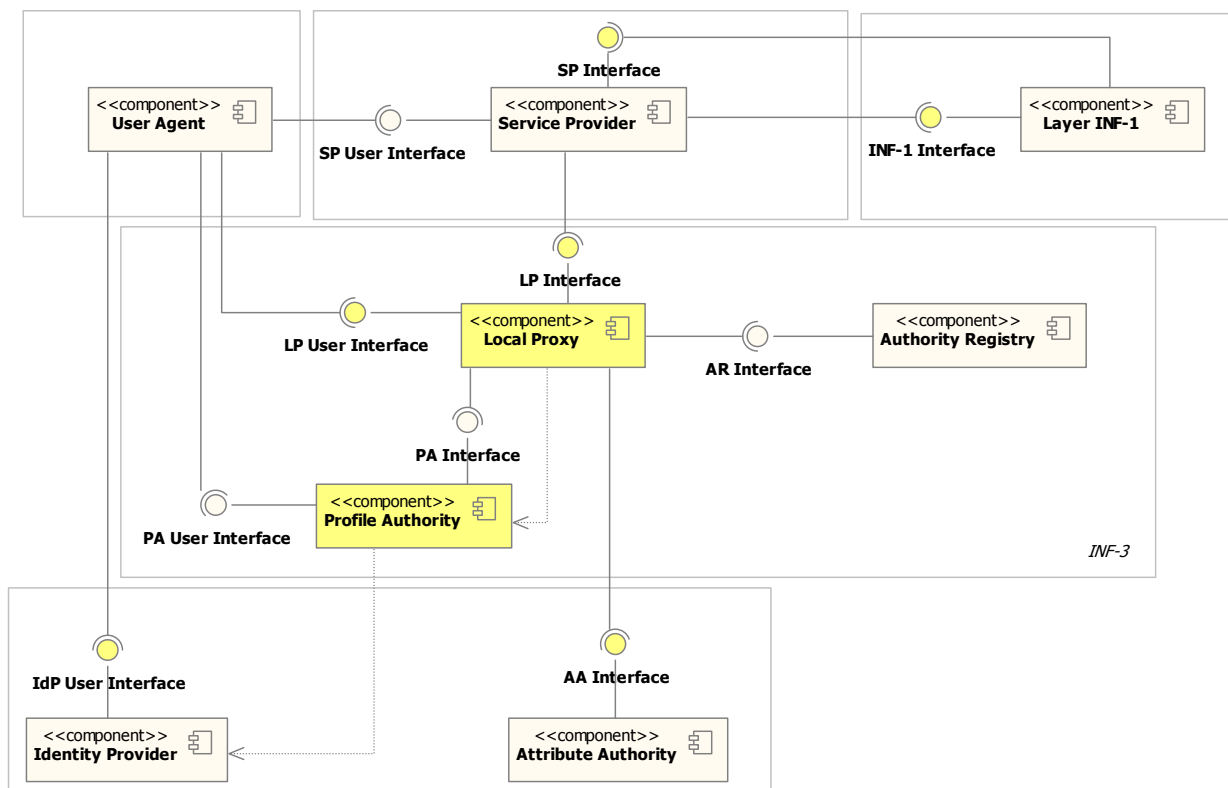 SP Interface
<<component>>
User Agent
SP User Interface
<<component>>
Service Provider
INF-1 Interface
<<component>>
Layer INF-1
LP Interface
LP User Interface
<<component>>
Local Proxy
AR Interface
<<component>>
Authority Registry
PA Interface
PA User Interface
<<component>>
Profile Authority
INF-3
IdP User Interface
AA Interface
<<component>>
Identity Provider
<<component>>
Attribute Authority